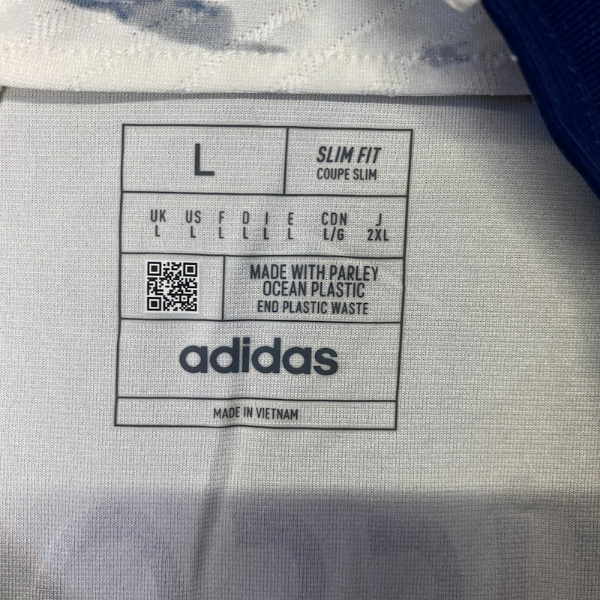 L
SLIM FIT
COUPE SLIM
UK US F D I E CDN J
L L L L L L L/G 2XL
MADE WITH PARLEY
OCEAN PLASTIC
END PLASTIC WASTE
adidas
MADE IN VIETNAM